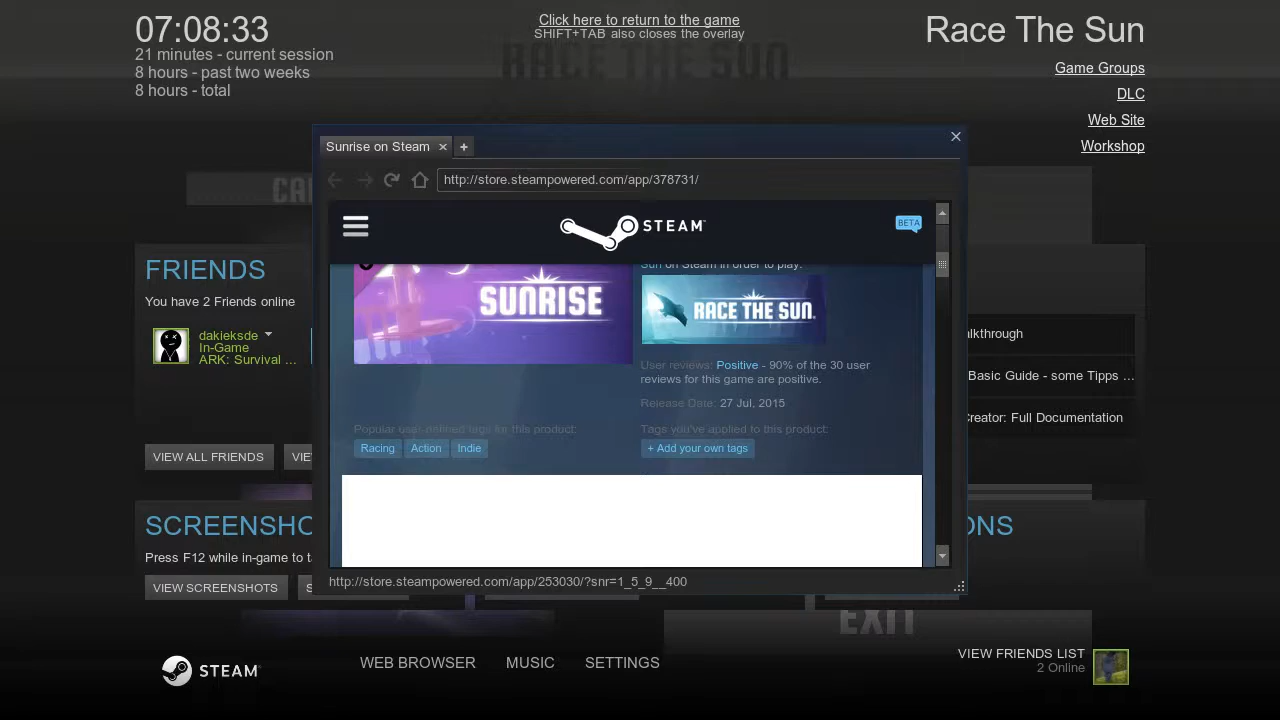 07:08:33
21 minutes - current session
8 hours - past two weeks
8 hours - total
Click here to return to the game
SHIFT+TAB also closes the overlay
RACE THE SUN
Race The Sun
Game Groups
DLC
Web Site
Workshop
Sunrise on Steam
http://store.steampowered.com/app/378731/
STEAM
BETA
Sun on Steam in order to play.
SUNRISE
RACE THE SUN.
User reviews: Positive - 90% of the 30 user
reviews for this game are positive.
Release Date: 27 Jul, 2015
Popular user-defined tags for this product:
Racing Action Indie
Tags you've applied to this product:
+ Add your own tags
http://store.steampowered.com/app/253030/?snr=1_5_9__400
FRIENDS
You have 2 Friends online
dakieksde
In-Game
ARK: Survival ...
VIEW ALL FRIENDS
VIE
Basic Guide - some Tipps ...
Creator: Full Documentation
SCREENSHO
Press F12 while in-game to t
VIEW SCREENSHOTS
ONS
EXIT
STEAM
WEB BROWSER
MUSIC
SETTINGS
VIEW FRIENDS LIST
2 Online